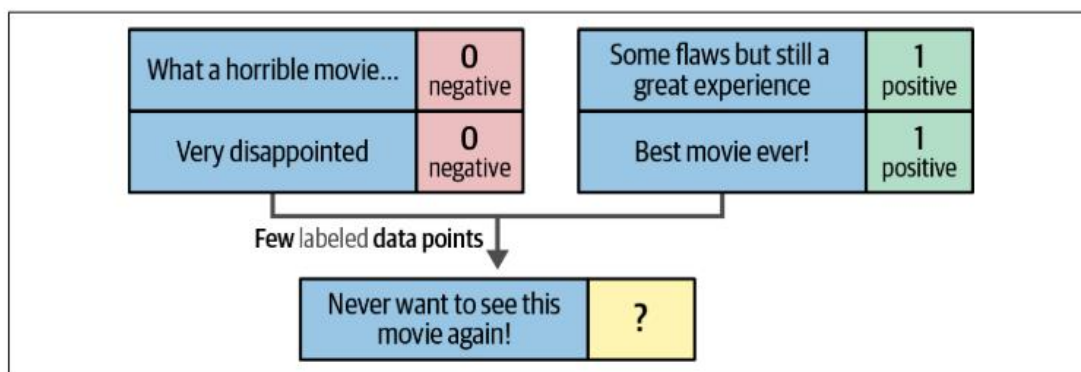 What a horrible movie...
0
negative
Very disappointed
0
negative
Some flaws but still a
great experience
1
positive
Best movie ever!
1
positive
Few labeled data points
Never want to see this
movie again!
?